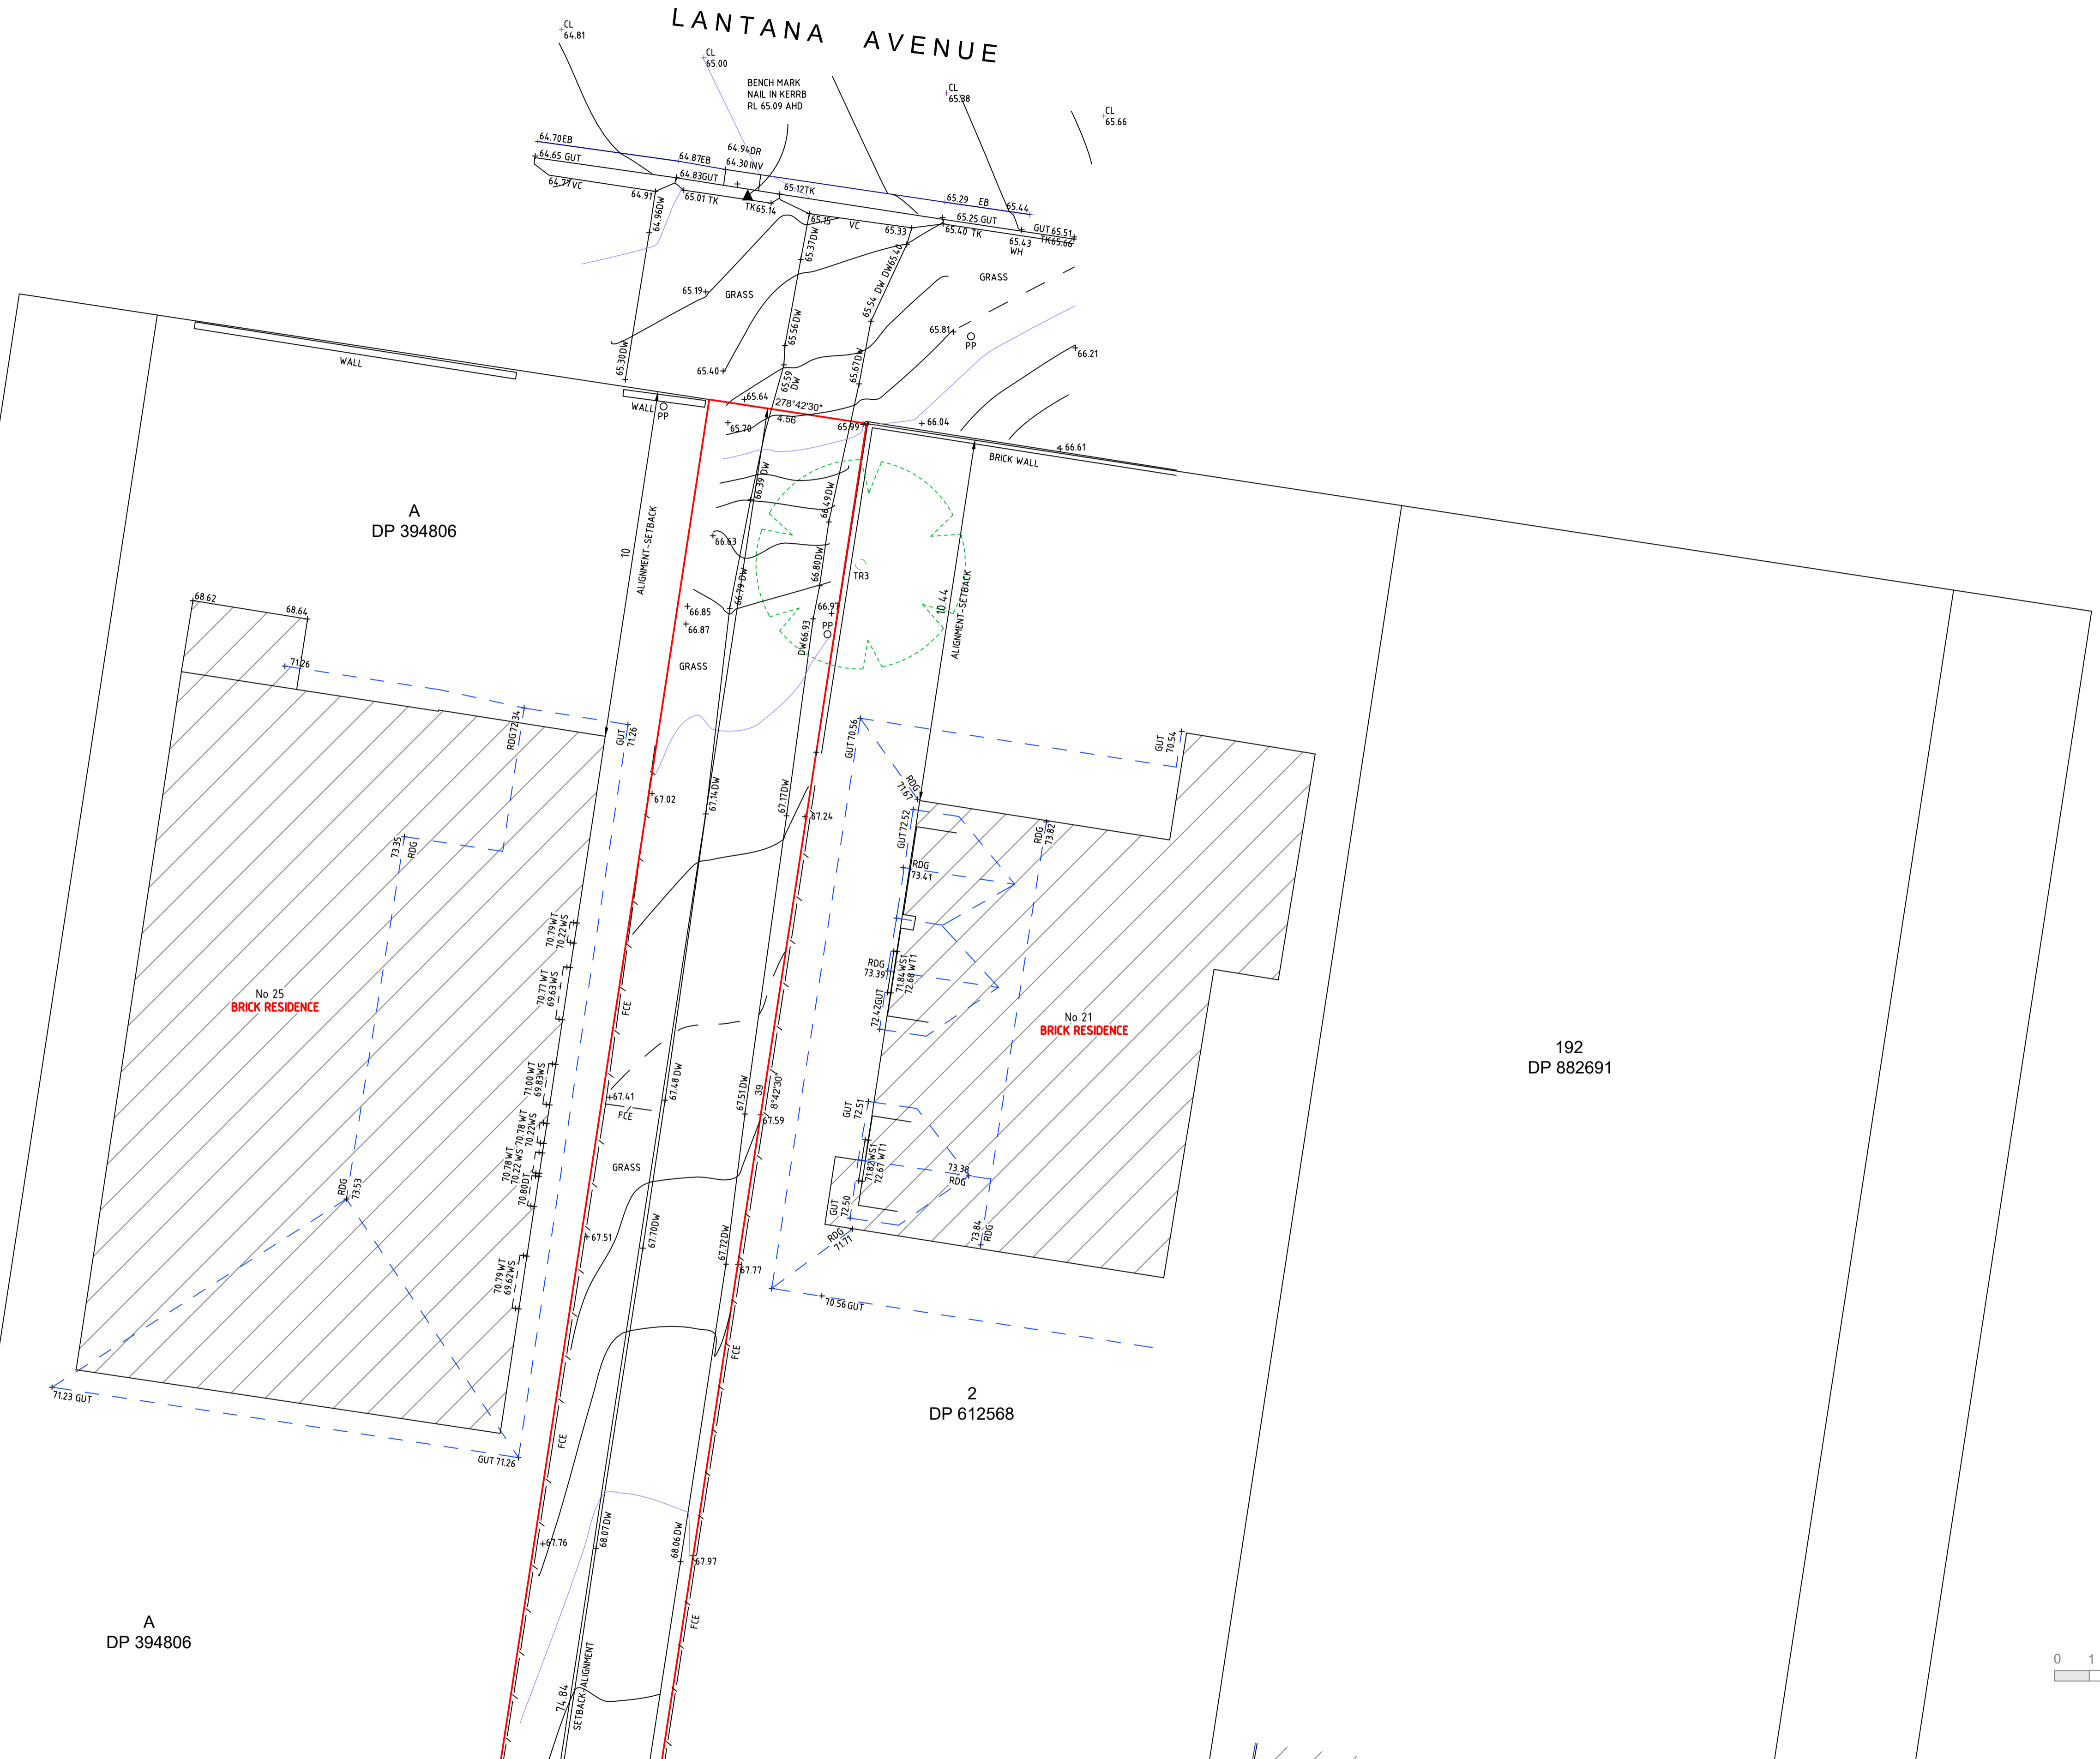 LANTANA AVENUE
CL
64.81
CL
65.00
BENCH MARK
NAIL IN KERRB
RL 65.09 AHD
CL
65.38
CL
65.66
64.70EB
64.65 GUT
64.77VC
64.87EB
64.83GUT
64.94DR
64.30INV
64.91
65.01 TK
TK65.14
65.12TK
65.15
VC
65.33
65.29 EB
65.44
65.25 GUT
65.40 TK
65.43
WH
GUT65.51
TK65.66
64.96DW
65.37DW
DW65.40
65.54 DW
65.19
GRASS
GRASS
65.56DW
65.81
PP
66.21
65.30DW
65.40
65.59
DW
65.67DW
WALL
WALL
PP
65.64
278°42'30"
4.56
65.70
65.99
66.04
66.61
BRICK WALL
A
DP 394806
10
ALIGNMENT-SETBACK
66.39 DW
66.49DW
66.63
66.80DW
66.79 DW
TR3
10.44
ALIGNMENT-SETBACK
68.62
68.64
66.85
66.87
66.97
PP
DW66.93
GRASS
71.26
RDG72.34
GUT
71.26
GUT70.56
GUT
70.54
RDG
71.67
67.02
67.14DW
67.17DW
67.24
GUT72.52
RDG
73.82
73.35
RDG
RDG
73.41
70.79WT
70.22WS
70.77 WT
69.63WS
RDG
73.39
71.84WS1
72.68 WT1
72.42GUT
No 25
BRICK RESIDENCE
FCE
No 21
BRICK RESIDENCE
192
DP 882691
71.00 WT
69.83WS
67.41
FCE
67.48 DW
67.51DW
39
8°42'30"
67.59
GUT
72.51
70.78 WT
70.22WS
70.78WT
70.22 WS
70.80DT
GRASS
71.82WS1
72.67 WT1
73.38
RDG
RDG
73.53
GUT
72.50
RDG
71.71
73.84
RDG
67.51
67.70DW
67.72DW
67.77
70.79 WT
69.62WS
70.56 GUT
FCE
71.23 GUT
FCE
GUT 71.26
2
DP 612568
67.76
68.07DW
68.06DW
67.97
FCE
A
DP 394806
74.84
SETBACK-ALIGNMENT
0 1